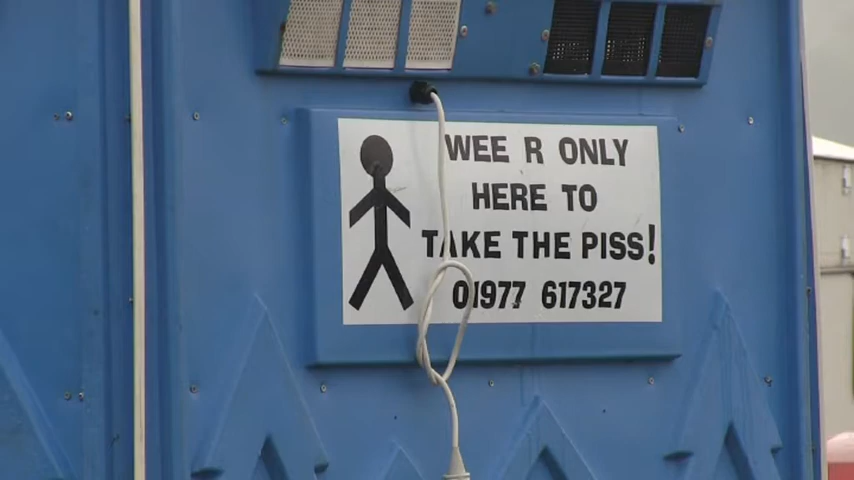 WEE R ONLY
HERE TO
TAKE THE PISS!
01977 617327